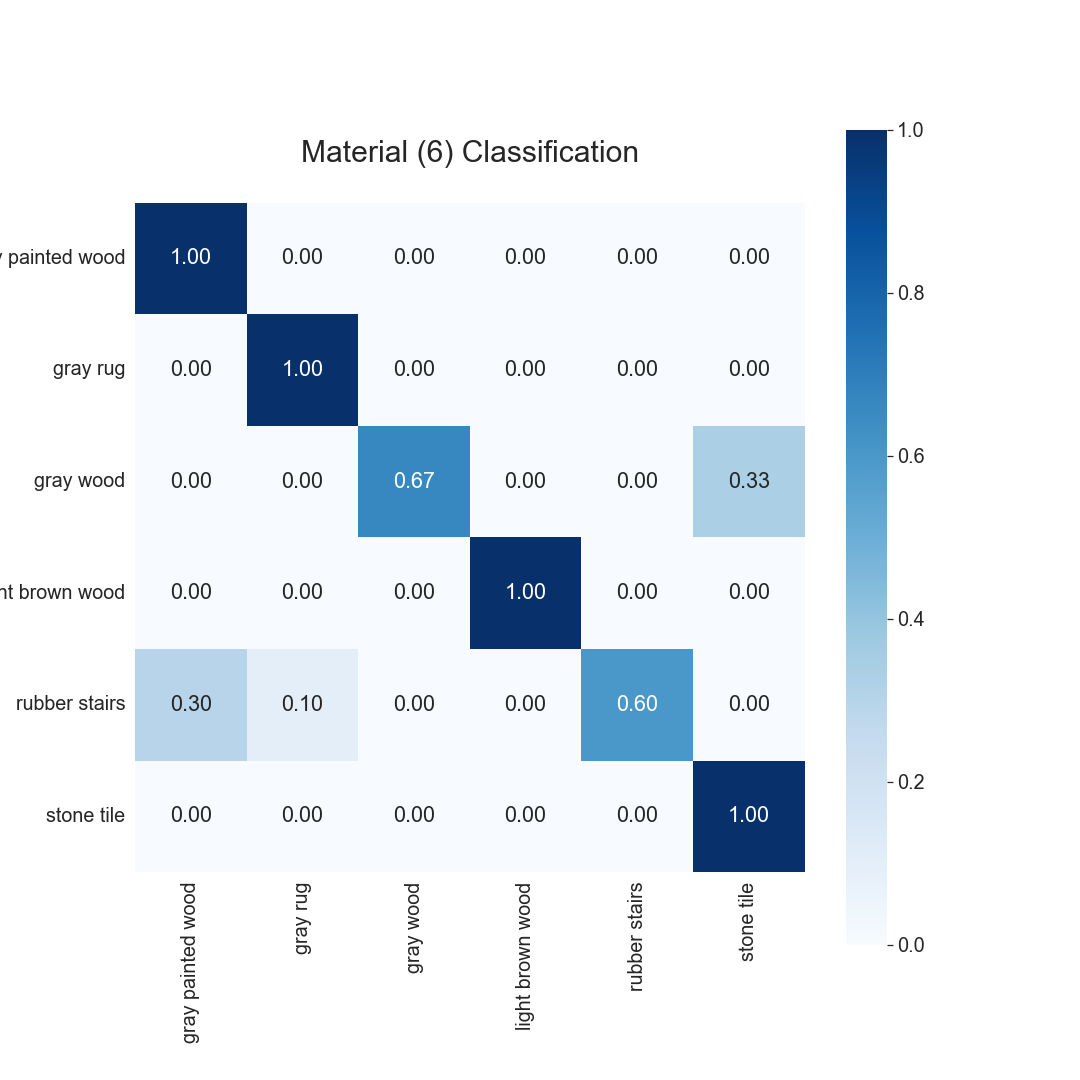 Material (6) Classification
1.0
painted wood 1.00 0.00 0.00 0.00 0.00 0.00
0.8
gray rug 0.00 1.00 0.00 0.00 0.00 0.00
gray wood 0.00 0.00 0.67 0.00 0.00 0.33
0.6
brown wood 0.00 0.00 0.00 1.00 0.00 0.00
0.4
rubber stairs 0.30 0.10 0.00 0.00 0.60 0.00
0.2
stone tile 0.00 0.00 0.00 0.00 0.00 1.00
0.0
gray painted wood
gray rug
gray wood
light brown wood
rubber stairs
stone tile